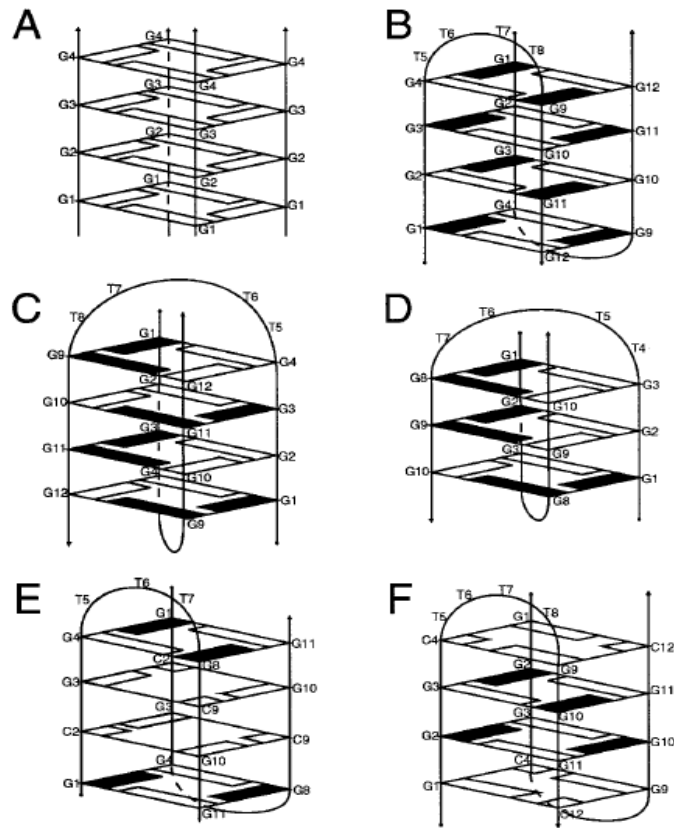 A
G4
G4 G4
G3 G4
G3 G3
G2 G3
G2 G2
G1 G2
G1 G1
G1
B
T6 T7
T5 G1 T8
G4 G12
G2 G9
G3 G11
G3 G10
G2 G10
G4 G11
G1 G9
G12
C
T7 T6
T8 T5
G1
G9 G4
G2 G12
G10 G3
G3 G11
G11 G2
G4 G10
G12 G1
G9
D
T6 T5
T7 T4
G1
G8 G3
G2 G10
G9 G2
G3 G9
G10 G1
G8
E
T6
T5 T7
G1
G4 G11
C2 G8
G3 G10
G3 C9
C2 C9
G4 G10
G1 G8
G11
F
T6 T7
T5 G1 T8
C4 C12
G2 G9
G3 G11
G3 G10
G2 G10
C4 G11
G1 G9
C12